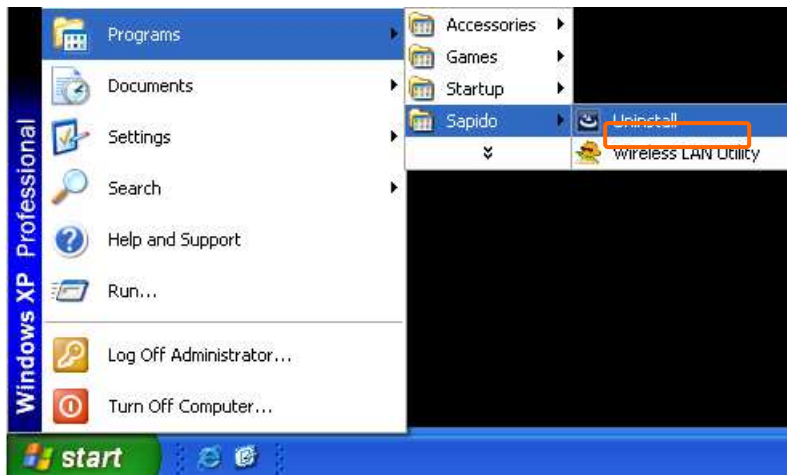 Programs
Documents
Settings
Search
Help and Support
Run...
Log Off Administrator...
Turn Off Computer...
Windows XP Professional
Accessories
Games
Startup
Sapido
Uninstall
Wireless LAN Utility
start